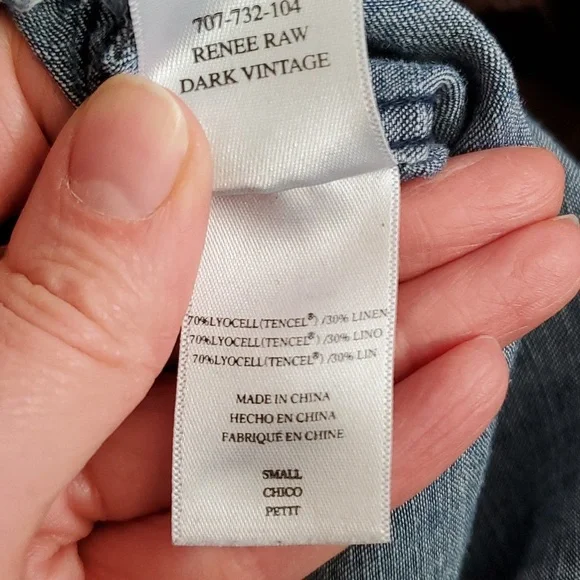 707-732-104
RENEE RAW
DARK VINTAGE
70%LYOCELL(TENCEL®)/30% LINEN
70%LYOCELL(TENCEL®)/30% LINO
70%LYOCELL(TENCEL®)/30% LIN
MADE IN CHINA
HECHO EN CHINA
FABRIQUÉ EN CHINE
SMALL
CHICO
PETIT